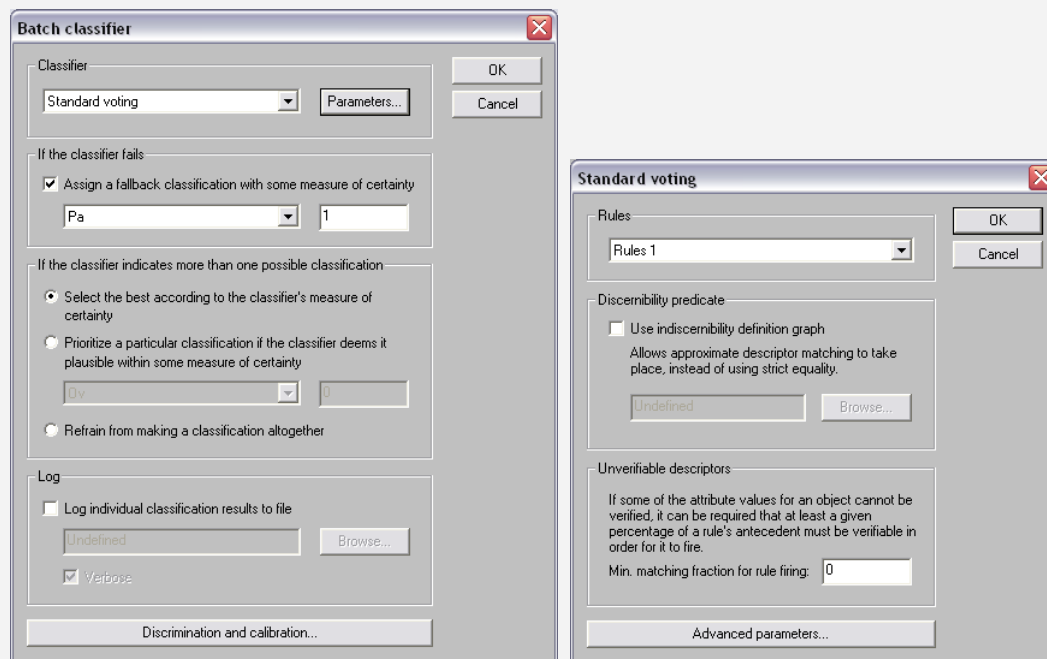 Batch classifier
Classifier
Standard voting
Parameters...
OK
Cancel
If the classifier fails
Assign a fallback classification with some measure of certainty
Pa
1
If the classifier indicates more than one possible classification
Select the best according to the classifier's measure of
certainty
Prioritize a particular classification if the classifier deems it
plausible within some measure of certainty
Ov
0
Refrain from making a classification altogether
Log
Log individual classification results to file
Undefined
Browse...
Verbose
Discrimination and calibration...
Standard voting
Rules
Rules 1
OK
Cancel
Discernibility predicate
Use indiscernibility definition graph
Allows approximate descriptor matching to take
place, instead of using strict equality.
Undefined
Browse...
Unverifiable descriptors
If some of the attribute values for an object cannot be
verified, it can be required that at least a given
percentage of a rule's antecedent must be verifiable in
order for it to fire.
Min. matching fraction for rule firing:
0
Advanced parameters...